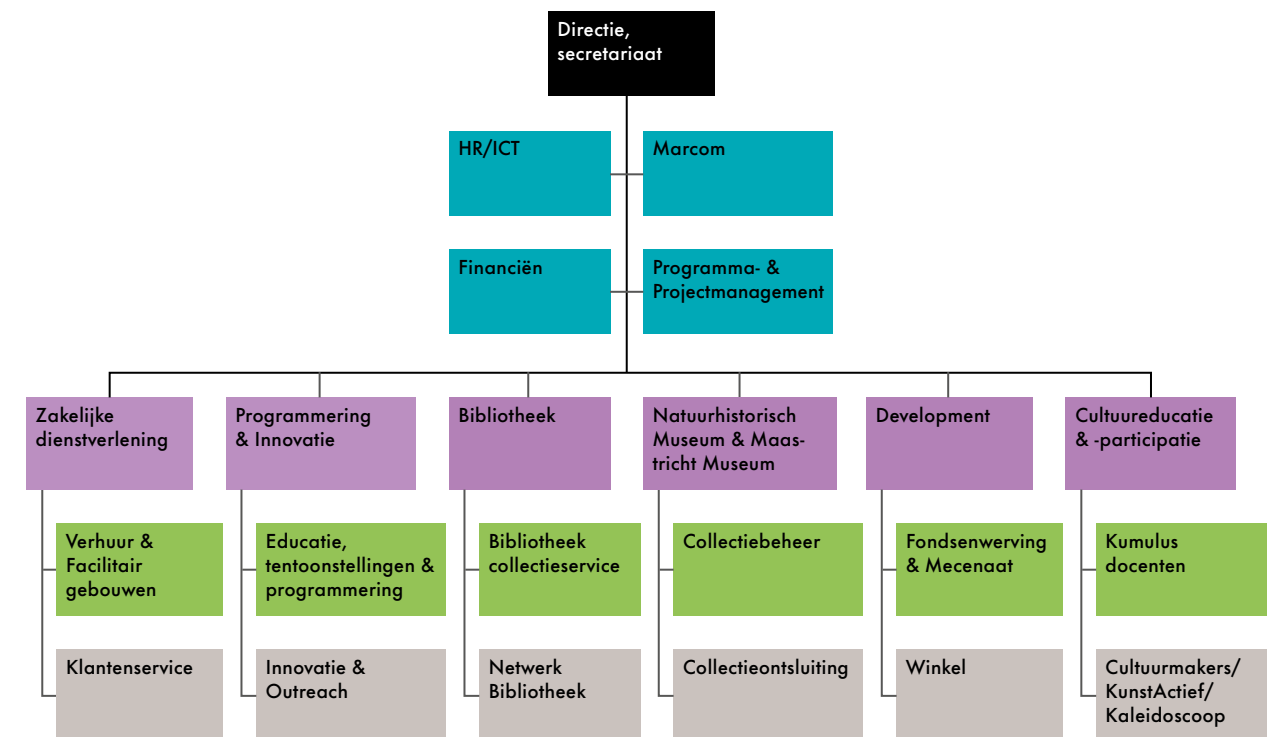 Directie,
secretariaat
HR/ICT
Marcom
Financiën
Programma- &
Projectmanagement
Zakelijke
dienstverlening
Programmering
& Innovatie
Bibliotheek
Natuurhistorisch
Museum & Maas-
tricht Museum
Development
Cultuureducatie
& -participatie
Verhuur &
Facilitair
gebouwen
Educatie,
tentoonstellingen &
programmering
Bibliotheek
collectieservice
Collectiebeheer
Fondsenwerving
& Mecenaat
Kumulus
docenten
Klantenservice
Innovatie &
Outreach
Netwerk
Bibliotheek
Collectieontsluiting
Winkel
Cultuurmakers/
KunstActief/
Kaleidoscoop